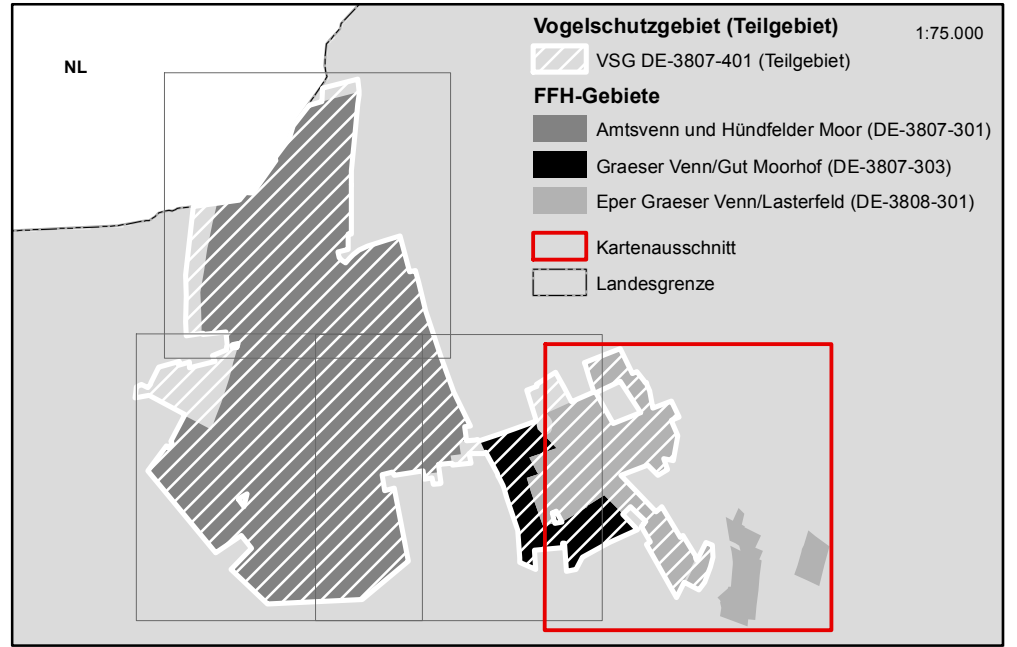 Vogelschutzgebiet (Teilgebiet)
1:75.000
NL
VSG DE-3807-401 (Teilgebiet)
FFH-Gebiete
Amtsvenn und Hündfelder Moor (DE-3807-301)
Graeser Venn/Gut Moorhof (DE-3807-303)
Eper Graeser Venn/Lasterfeld (DE-3808-301)
Kartenausschnitt
Landesgrenze